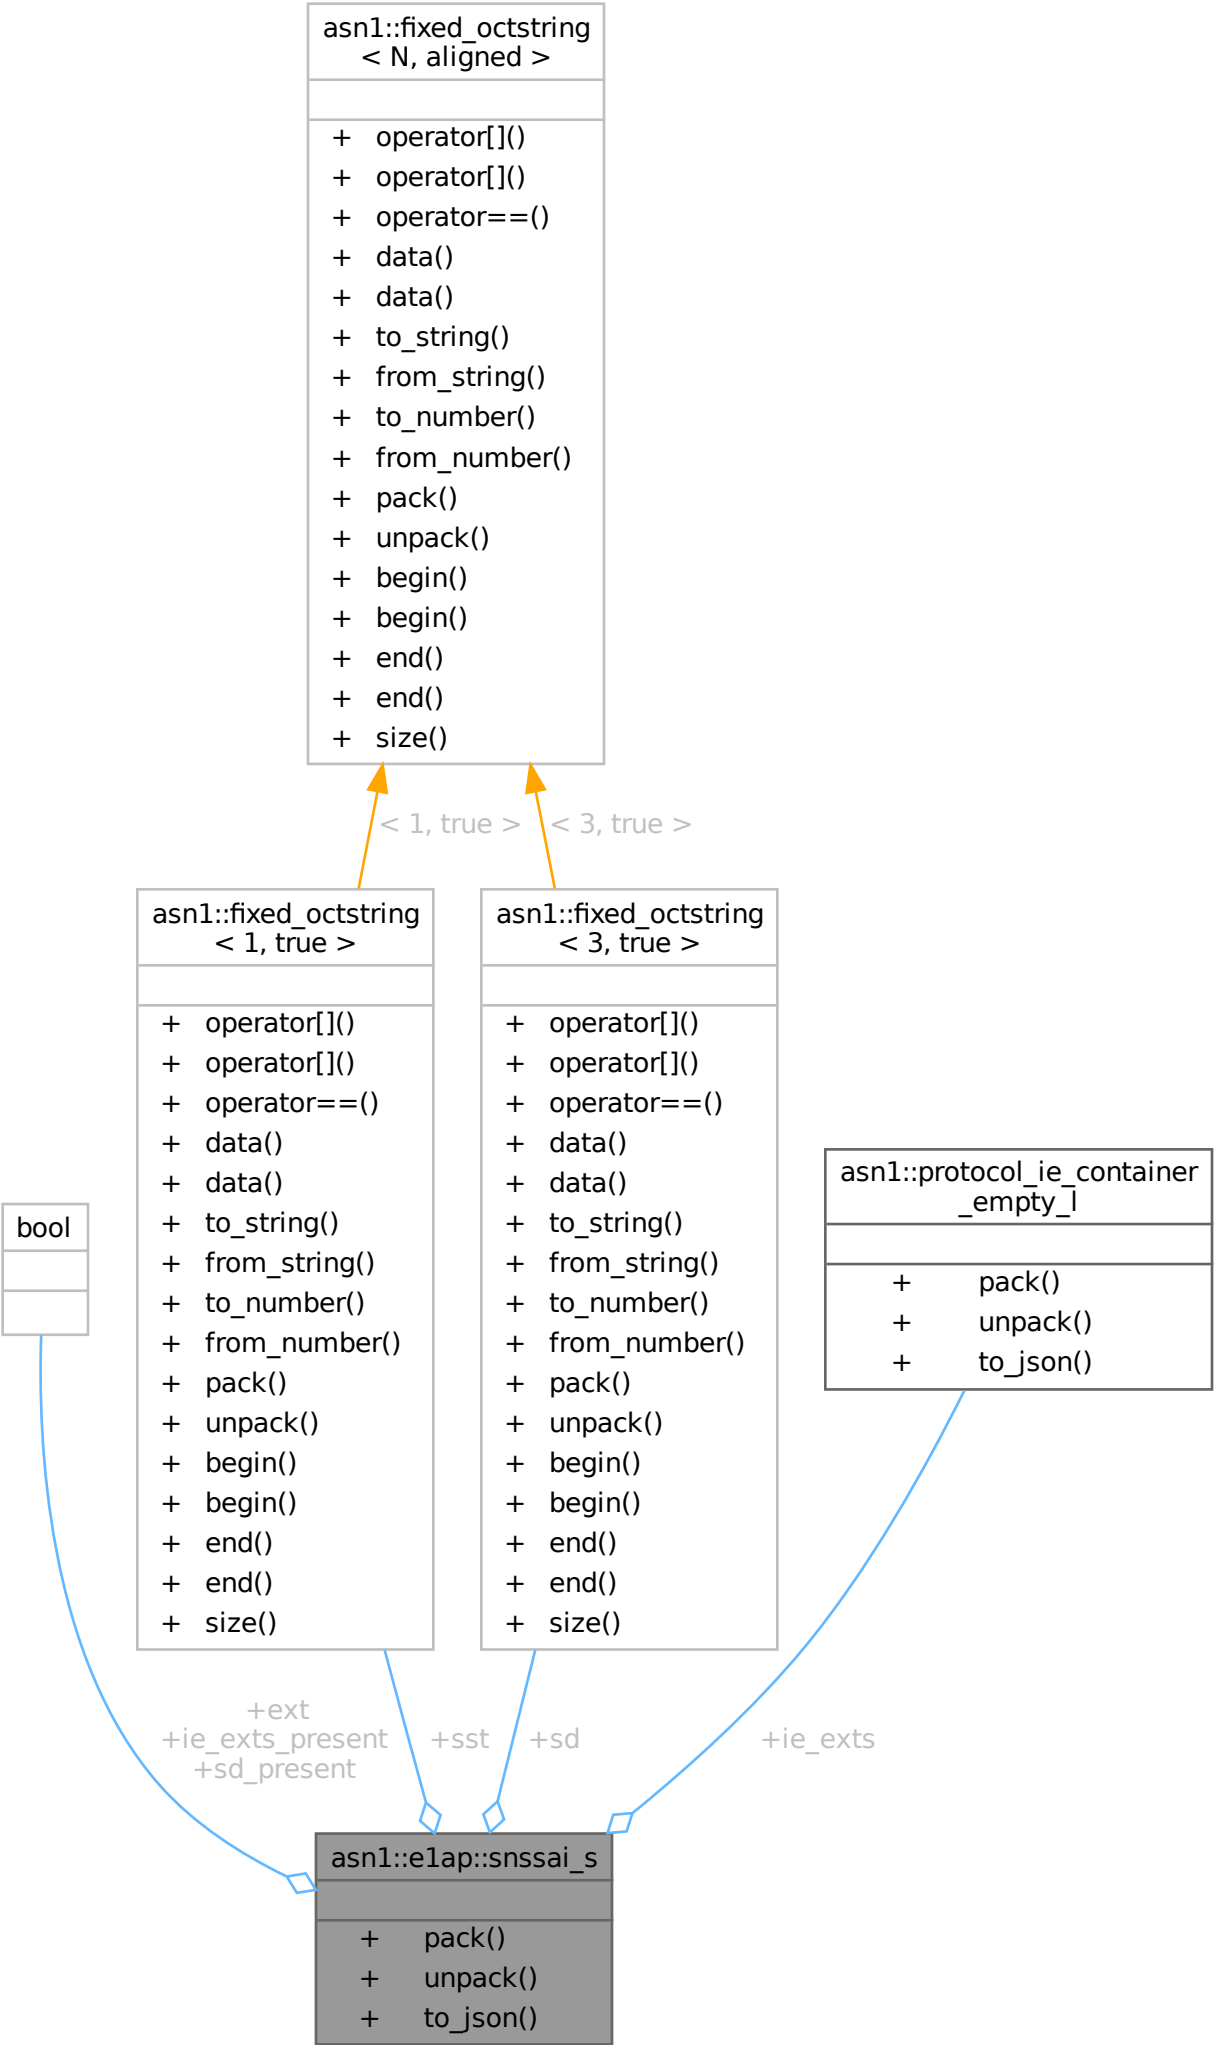 asn1::fixed_octstring
< N, aligned >
+ operator[]()
+ operator[]()
+ operator==()
+ data()
+ data()
+ to_string()
+ from_string()
+ to_number()
+ from_number()
+ pack()
+ unpack()
+ begin()
+ begin()
+ end()
+ end()
+ size()
< 1, true >
< 3, true >
asn1::fixed_octstring
< 1, true >
+ operator[]()
+ operator[]()
+ operator==()
+ data()
+ data()
+ to_string()
+ from_string()
+ to_number()
+ from_number()
+ pack()
+ unpack()
+ begin()
+ begin()
+ end()
+ end()
+ size()
asn1::fixed_octstring
< 3, true >
+ operator[]()
+ operator[]()
+ operator==()
+ data()
+ data()
+ to_string()
+ from_string()
+ to_number()
+ from_number()
+ pack()
+ unpack()
+ begin()
+ begin()
+ end()
+ end()
+ size()
asn1::protocol_ie_container
_empty_l
+ pack()
+ unpack()
+ to_json()
bool
+ext
+ie_exts_present
+sd_present
+sst
+sd
+ie_exts
asn1::e1ap::snssai_s
+ pack()
+ unpack()
+ to_json()